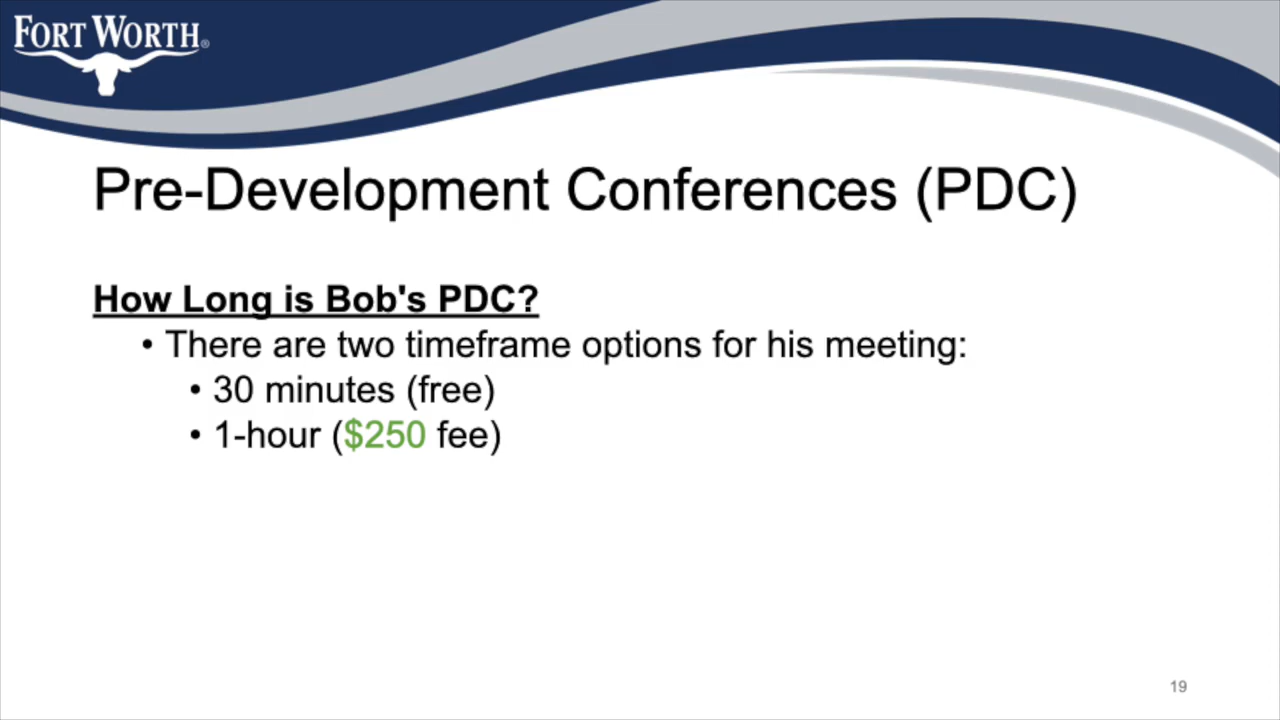 FORT WORTH®
Pre-Development Conferences (PDC)
How Long is Bob's PDC?
• There are two timeframe options for his meeting:
• 30 minutes (free)
• 1-hour ($250 fee)
19